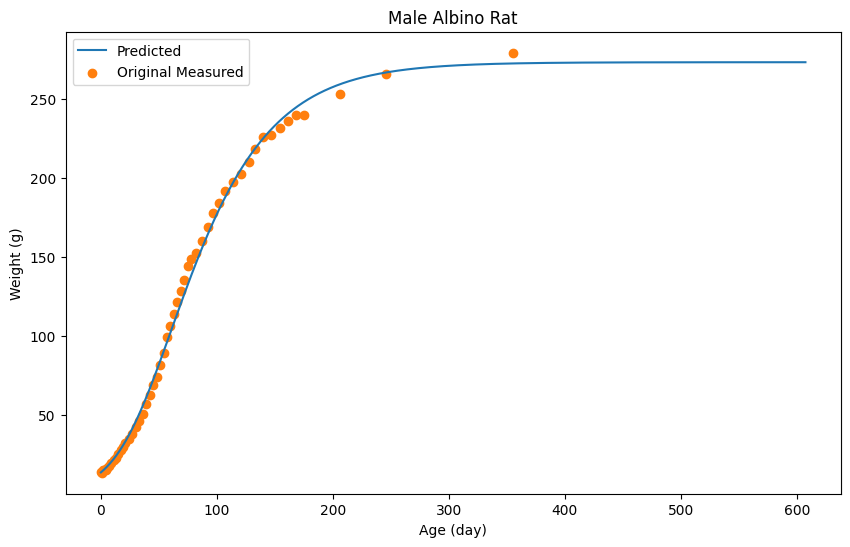 Male Albino Rat
Predicted
Original Measured
Weight (g)
250
200
150
100
50
0
100
200
300
400
500
600
Age (day)